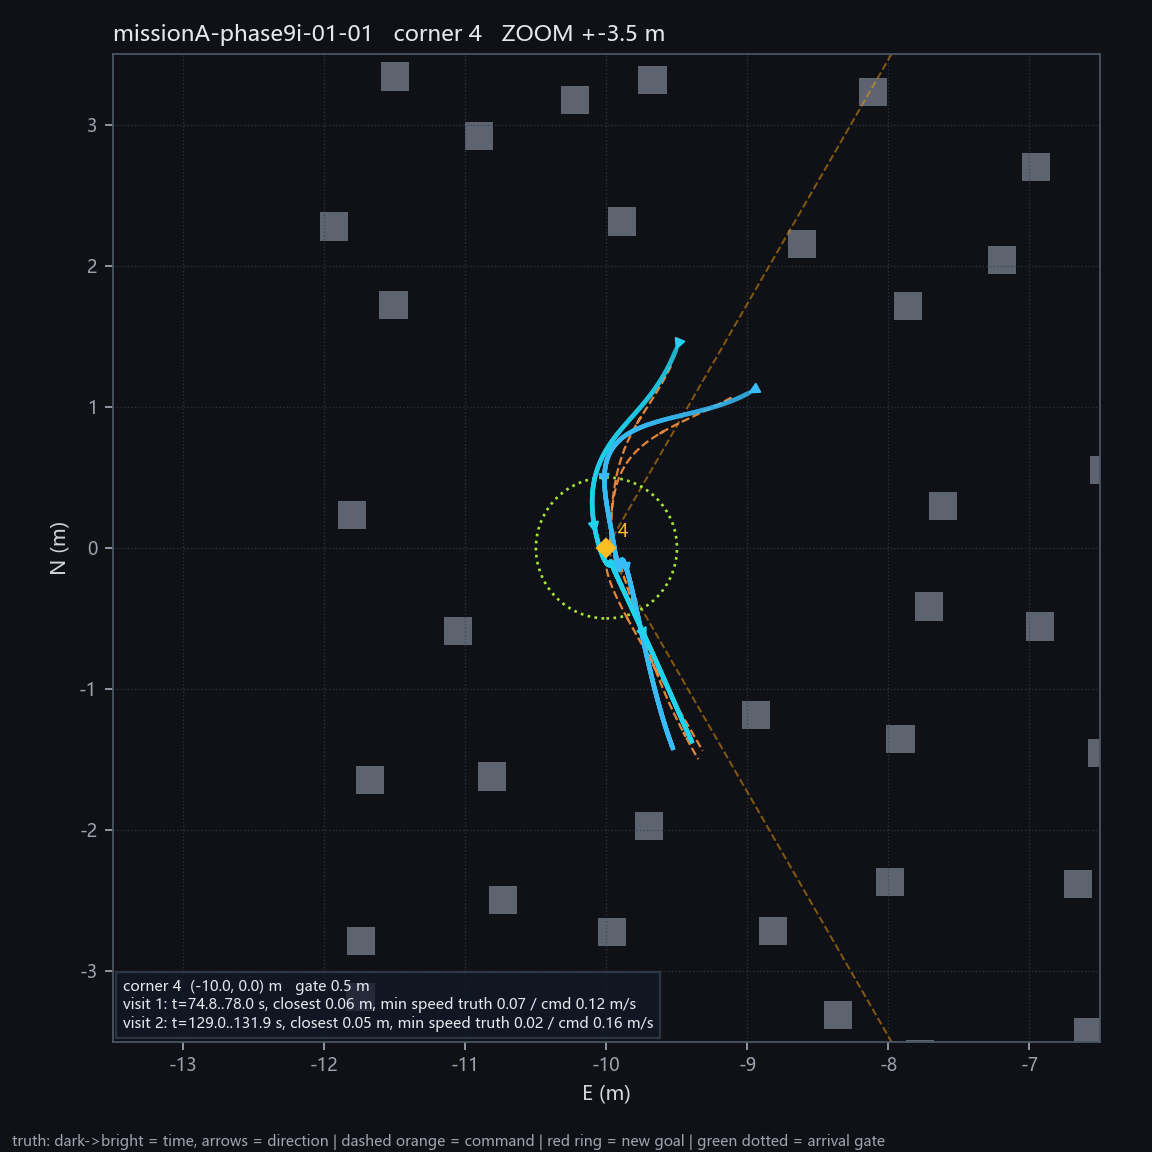 missionA-phase9i-01-01   corner 4   ZOOM +-3.5 m
N (m)
3
2
1
0
-1
-2
-3
4
corner 4  (-10.0, 0.0) m   gate 0.5 m
visit 1: t=74.8..78.0 s, closest 0.06 m, min speed truth 0.07 / cmd 0.12 m/s
visit 2: t=129.0..131.9 s, closest 0.05 m, min speed truth 0.02 / cmd 0.16 m/s
-13 -12 -11 -10 -9 -8 -7
E (m)
truth: dark->bright = time, arrows = direction | dashed orange = command | red ring = new goal | green dotted = arrival gate